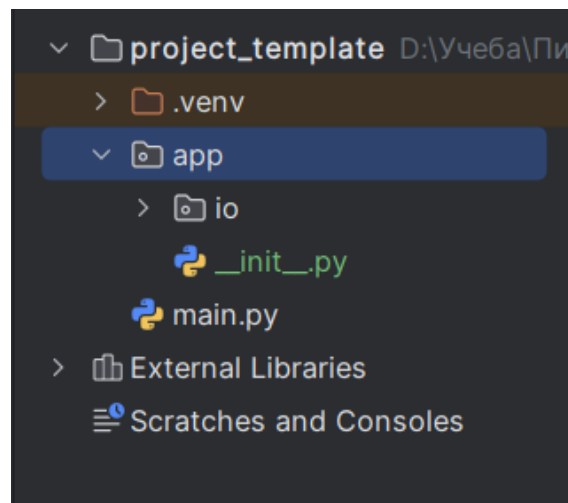 project_template D:\Учеба\Пи
.venv
app
io
__init__.py
main.py
External Libraries
Scratches and Consoles